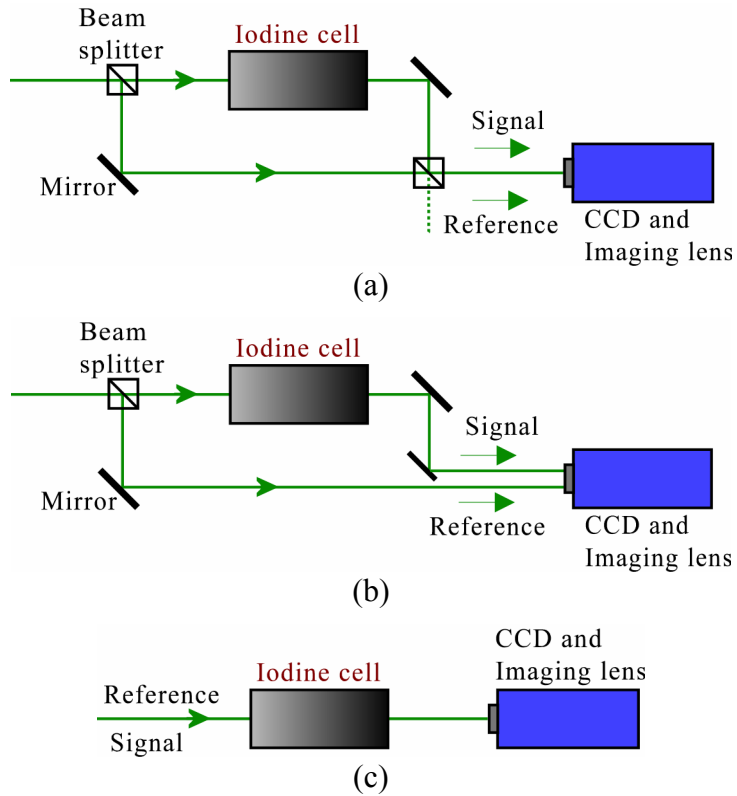 Beam
splitter
Iodine cell
Signal
Mirror
Reference
CCD and
Imaging lens
(a)
Beam
splitter
Iodine cell
Signal
Mirror
Reference
CCD and
Imaging lens
(b)
CCD and
Imaging lens
Iodine cell
Reference
Signal
(c)